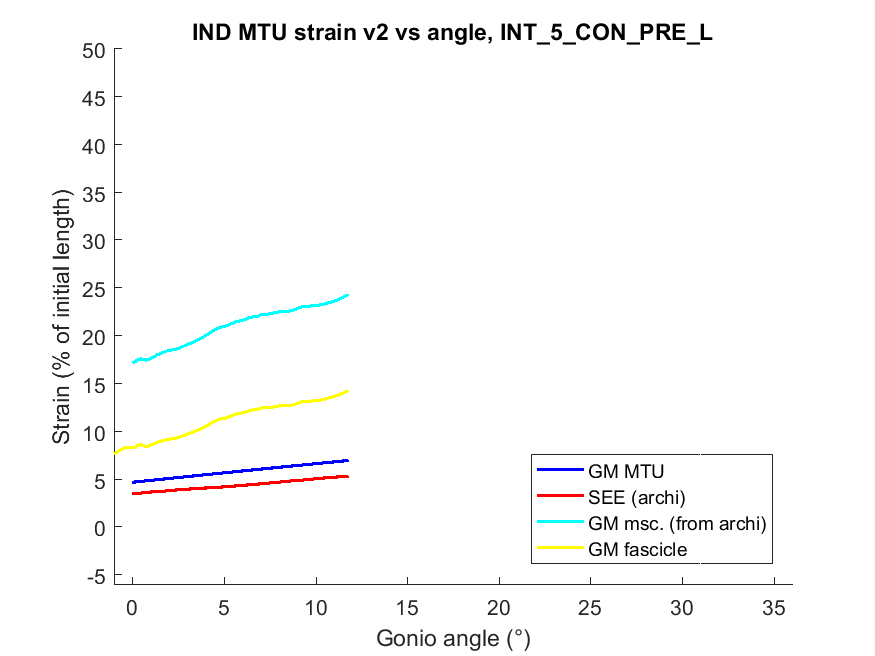 IND MTU strain v2 vs angle, INT_5_CON_PRE_L
50
45
40
35
30
25
20
15
10
5
0
-5
Strain (% of initial length)
0 5 10 15 20 25 30 35
Gonio angle (°)
GM MTU
SEE (archi)
GM msc. (from archi)
GM fascicle